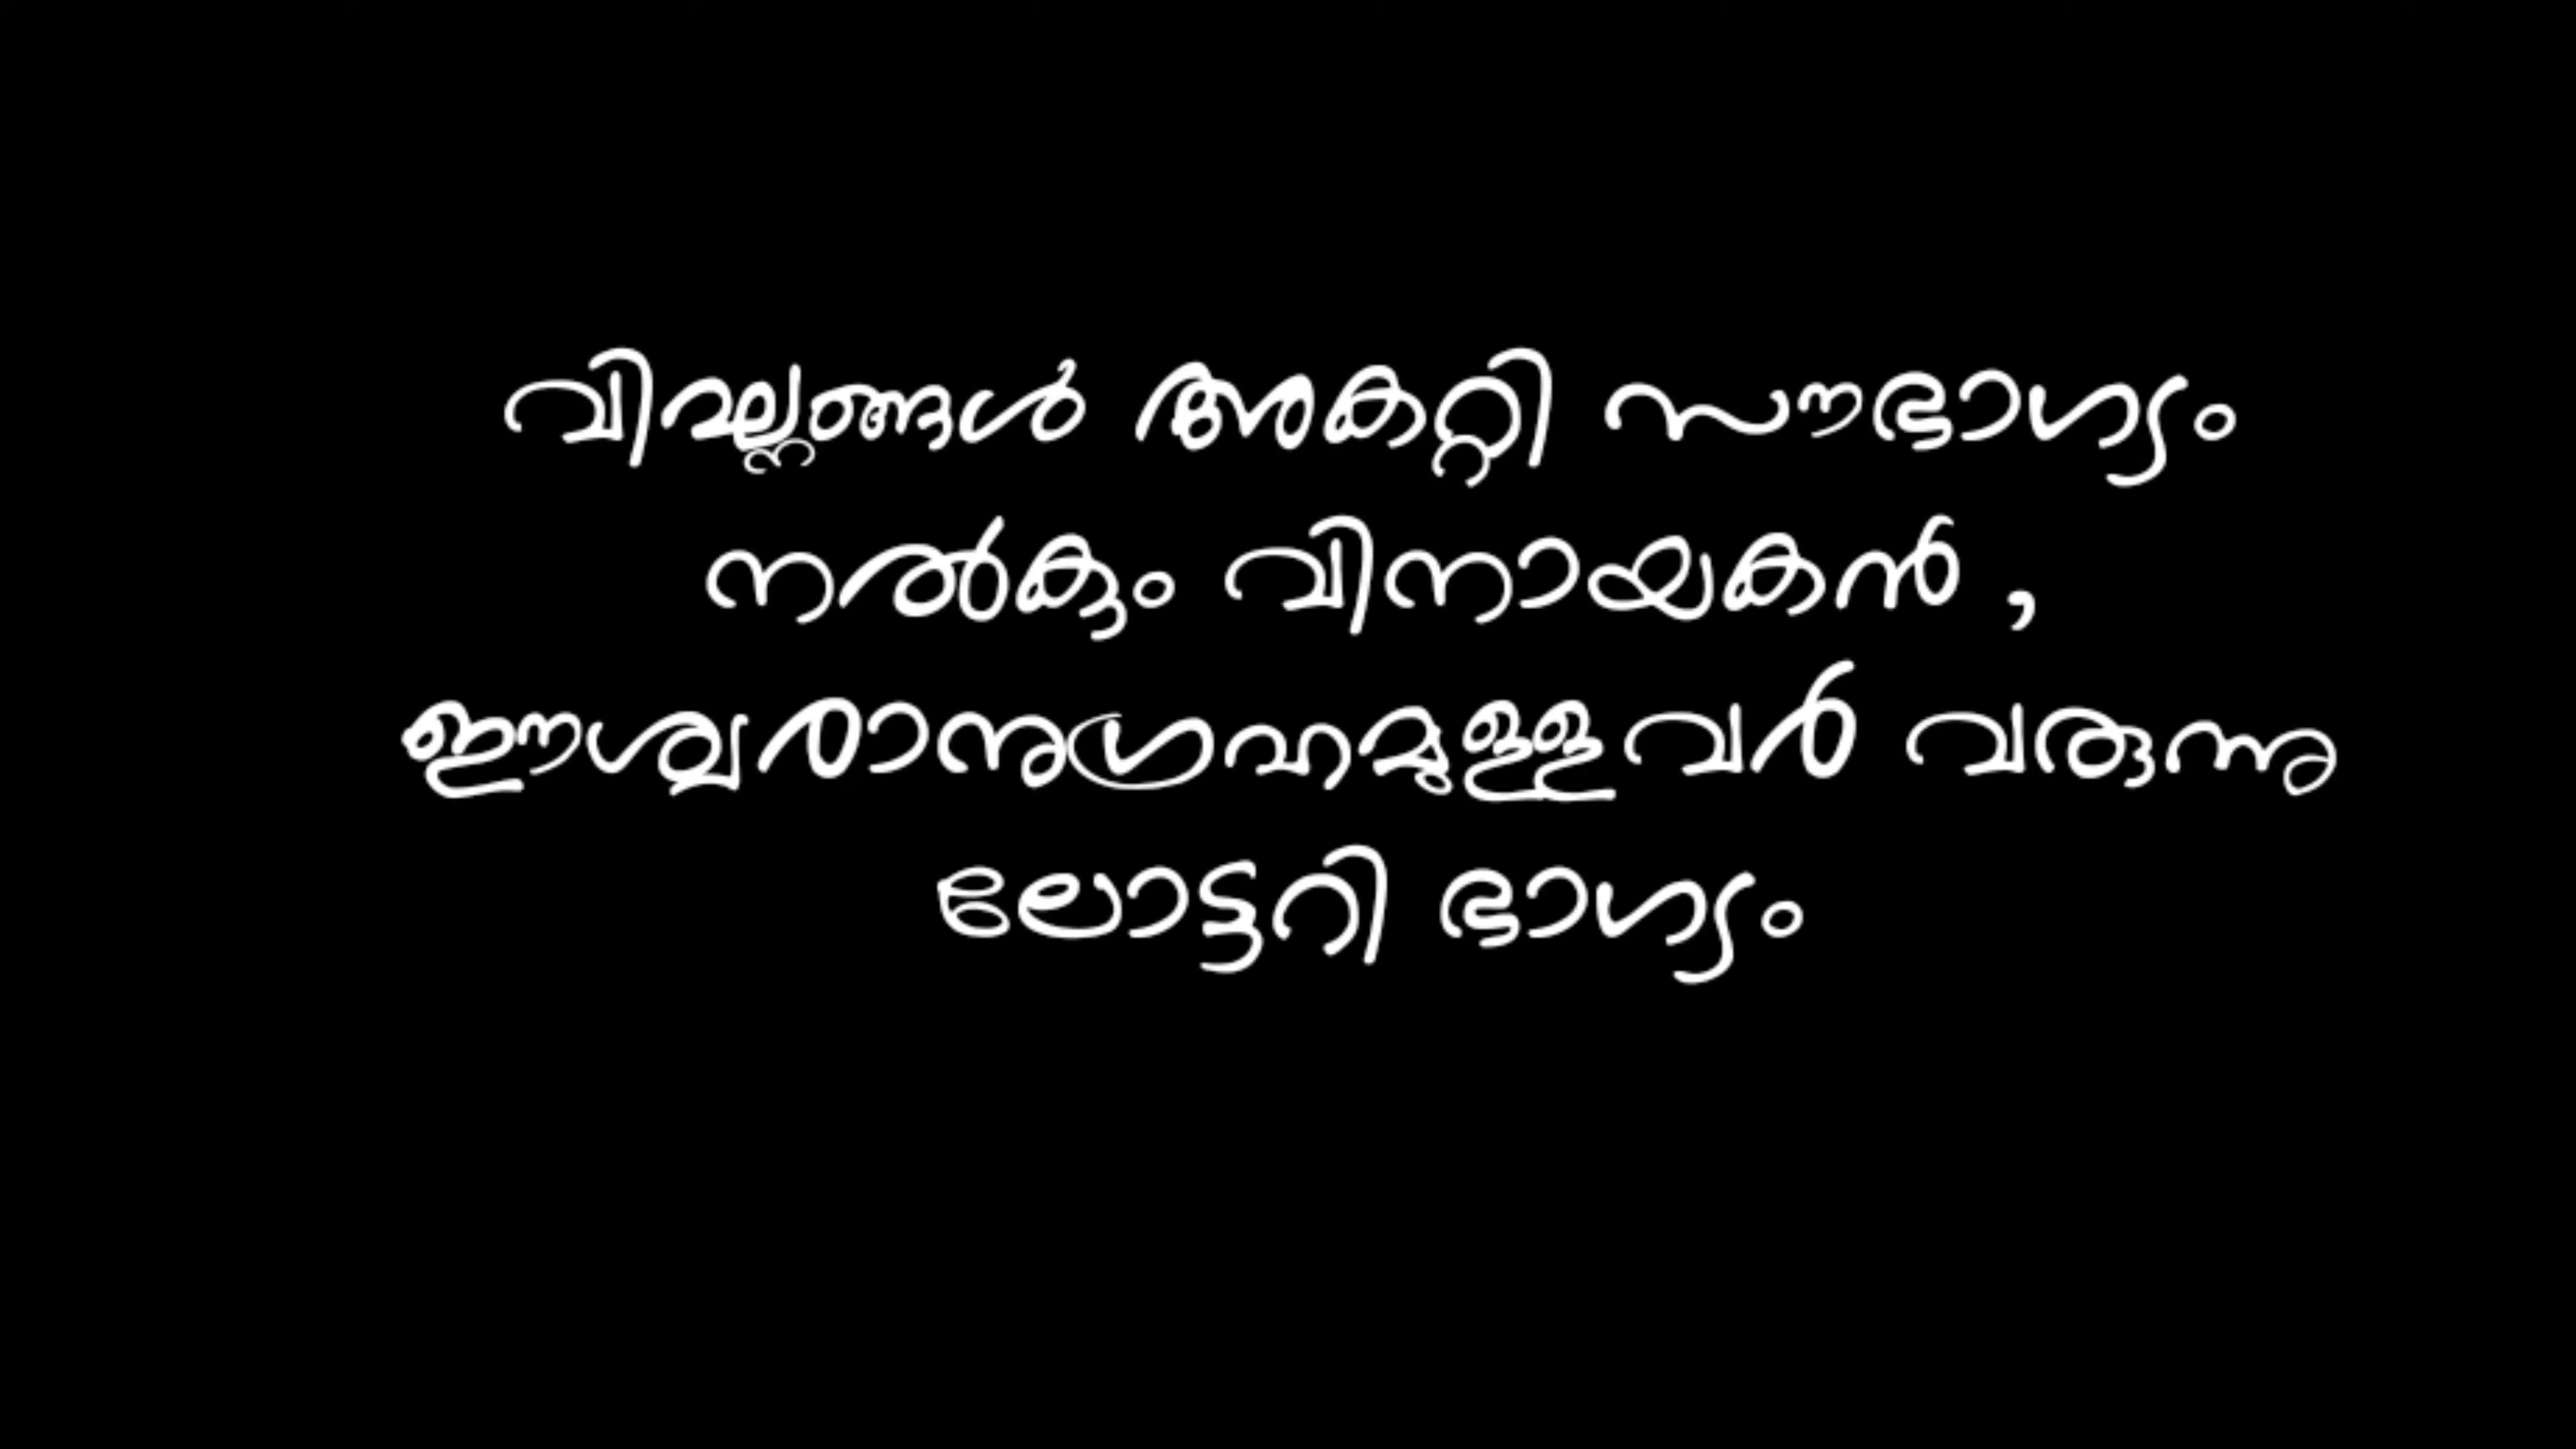 വിഘ്നങ്ങൾ അകറ്റി സൗഭാഗ്യം
നൽകും വിനായകൻ ,
ഈശ്വരാനുഗ്രഹമുള്ളവർ വരുന്നു
ലോട്ടറി ഭാഗ്യം